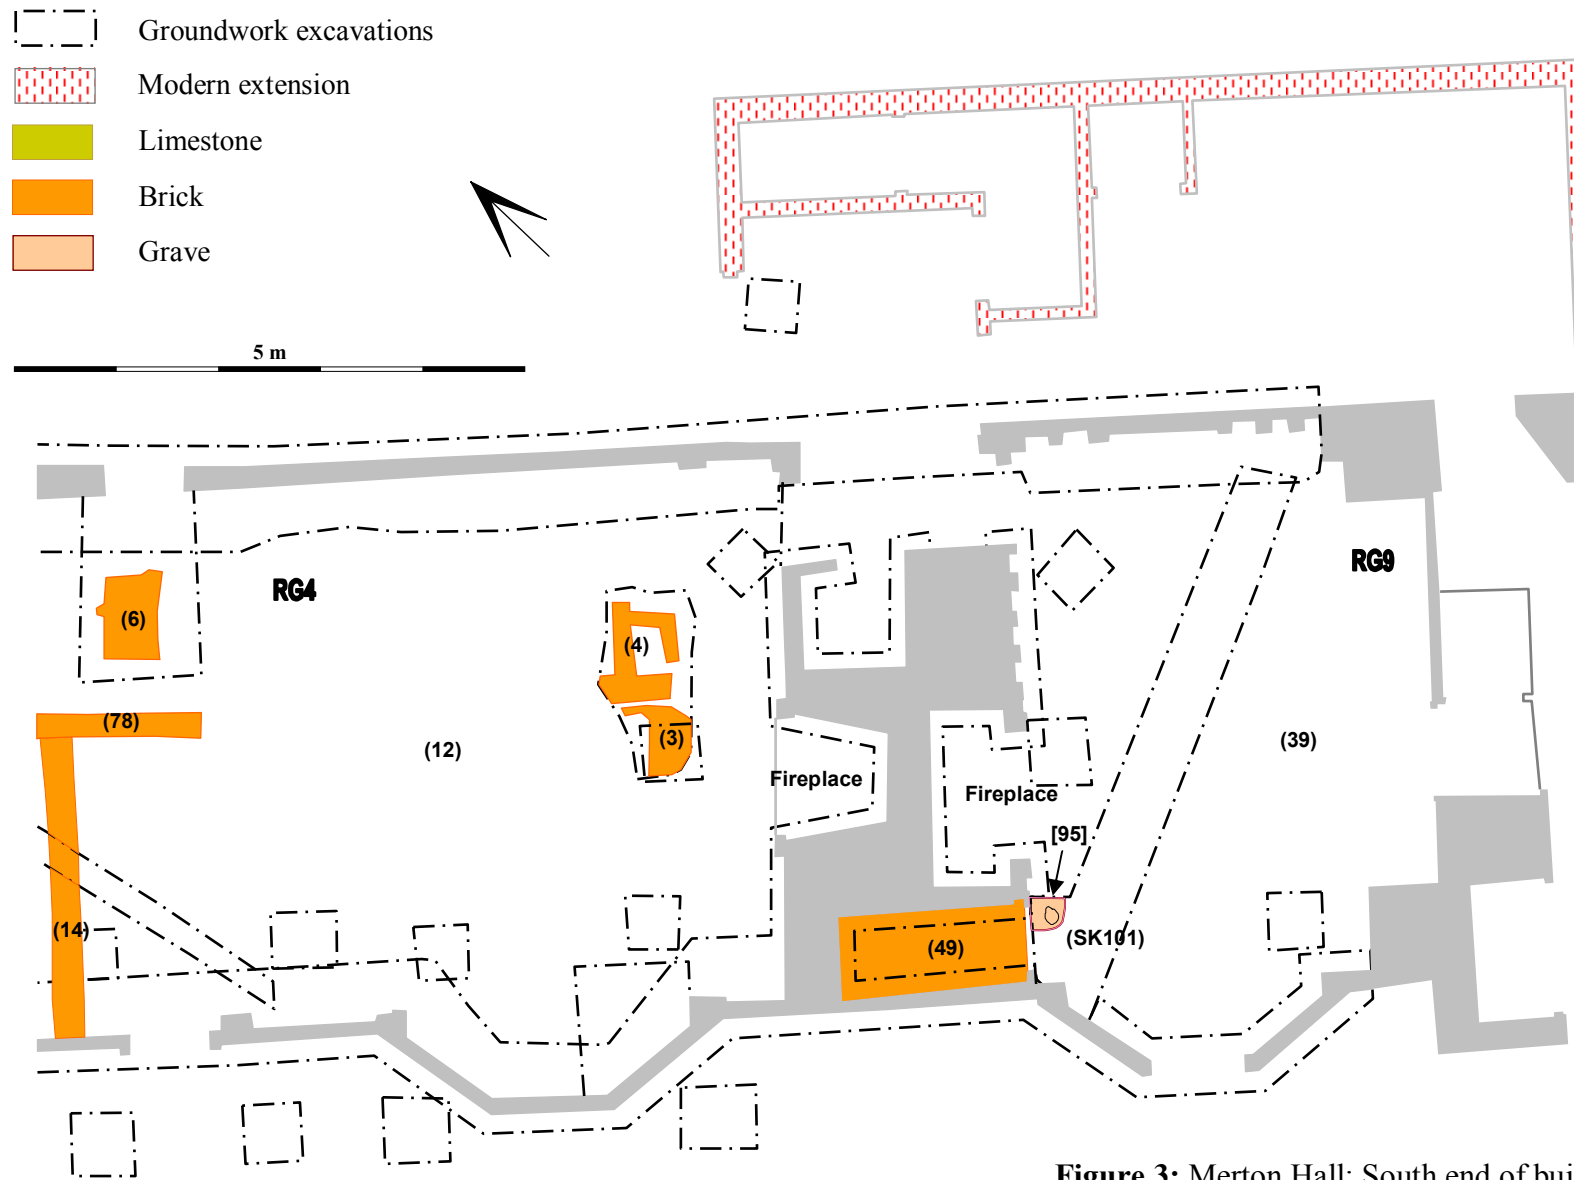 Groundwork excavations
Modern extension
Limestone
Brick
Grave
5 m
RG4
RG9
(6)
(4)
(78)
(3)
(12)
(39)
Fireplace
Fireplace
[95]
(14)
(49)
(SK101)
Figure 3: Merton Hall: South end of bui